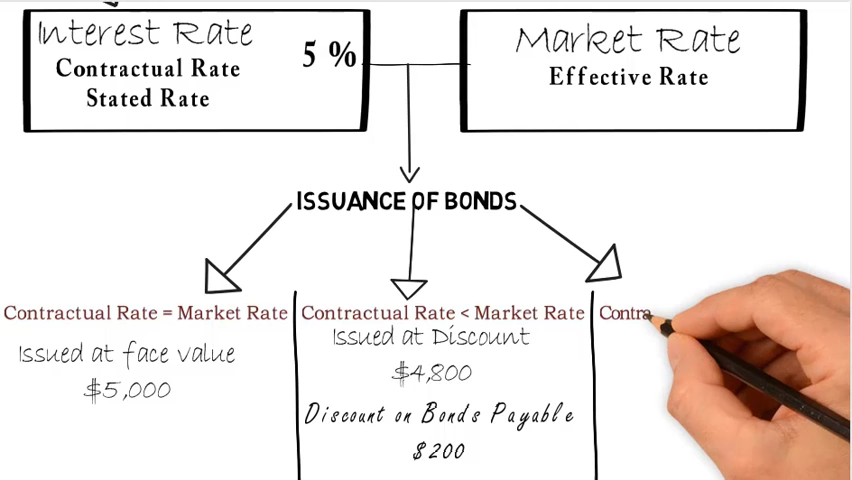 Interest Rate
Contractual Rate
Stated Rate
5 %
Market Rate
Effective Rate
ISSUANCE OF BONDS
Contractual Rate = Market Rate
Issued at face value
$5,000
Contractual Rate < Market Rate
Issued at Discount
$4,800
Discount on Bonds Payable
$200
Contra